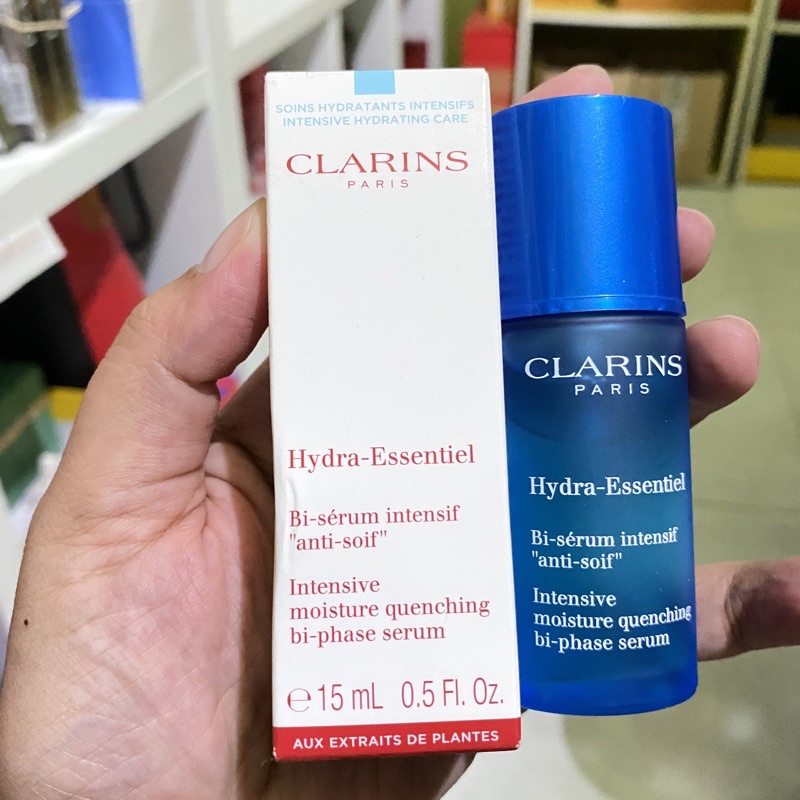 SOINS HYDRATANTS INTENSIFS
INTENSIVE HYDRATING CARE
CLARINS
PARIS
Hydra-Essentiel
Bi-sérum intensif
"anti-soif"
Intensive
moisture quenching
bi-phase serum
℮ 15 mL 0.5 Fl. Oz.
AUX EXTRAITS DE PLANTES
CLARINS
PARIS
Hydra-Essentiel
Bi-sérum intensif
"anti-soif"
Intensive
moisture quenching
bi-phase serum